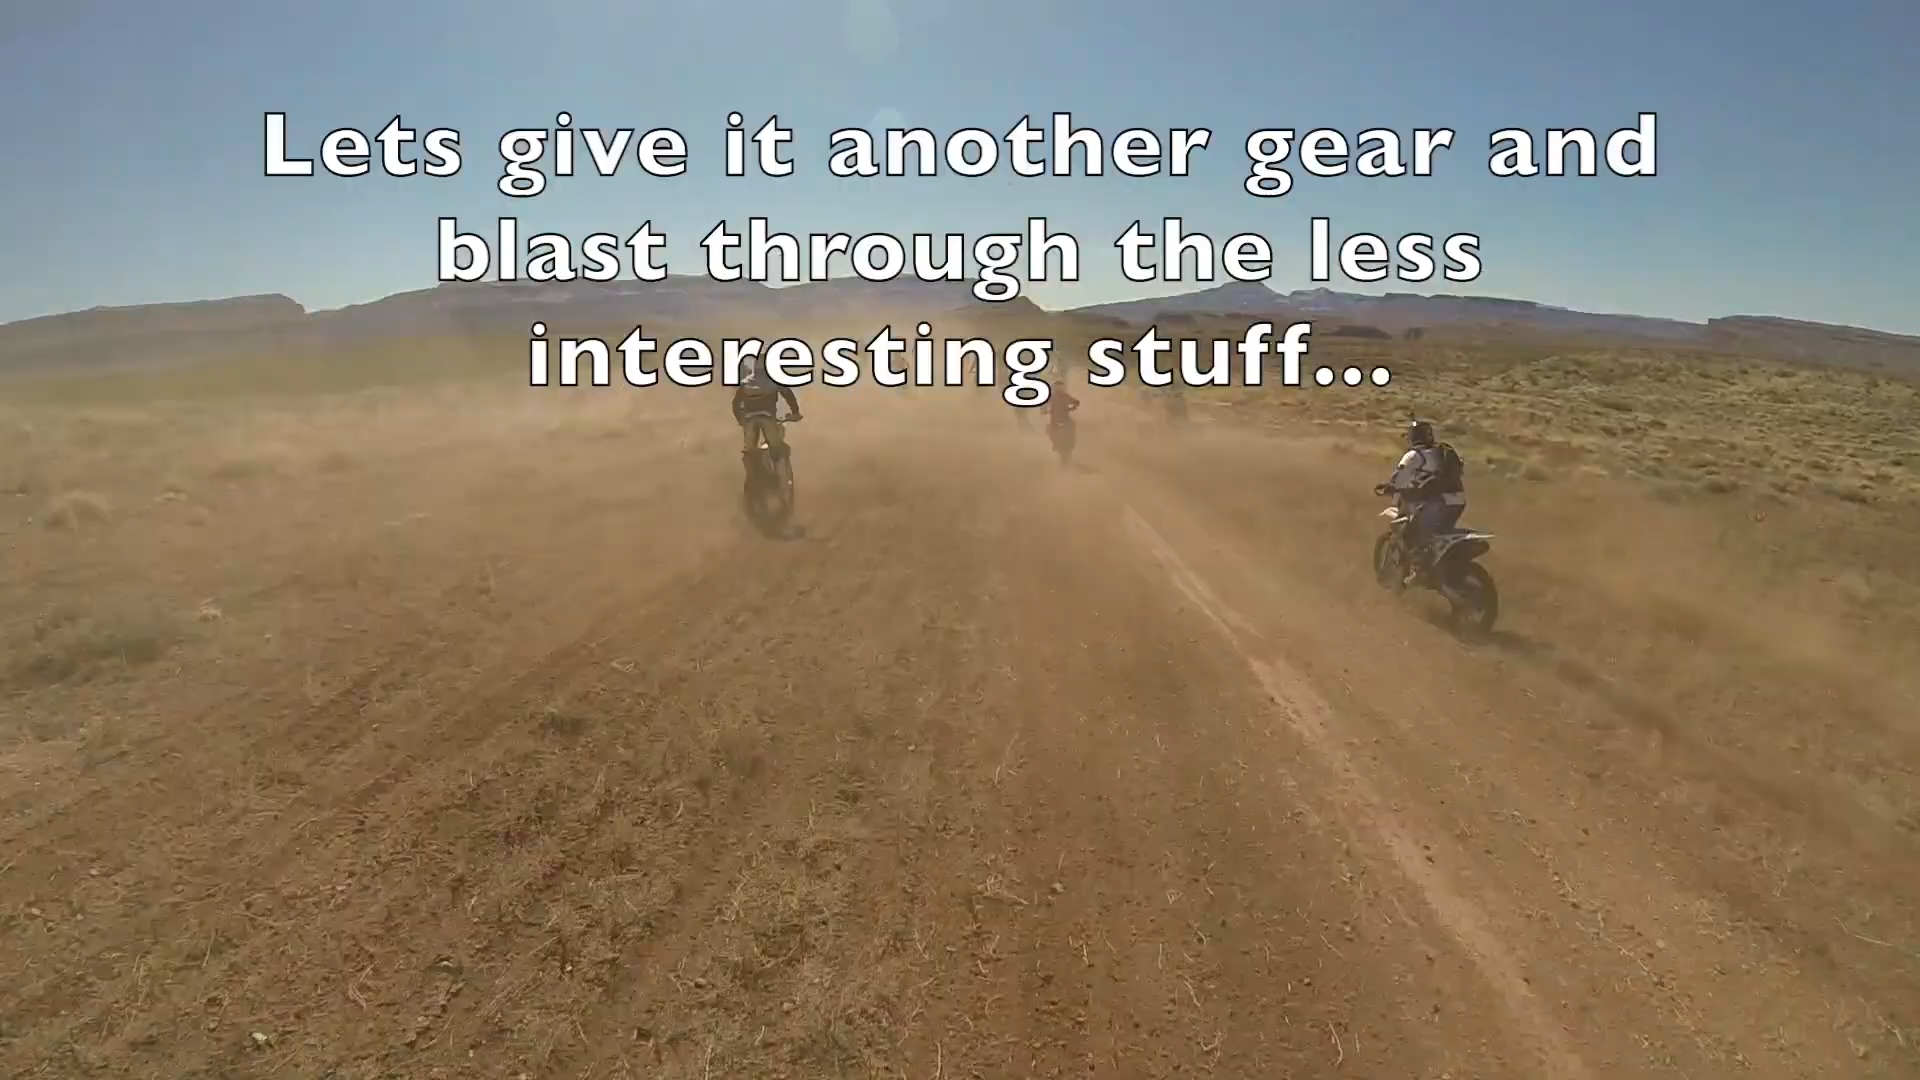 Lets give it another gear and
blast through the less
interesting stuff...